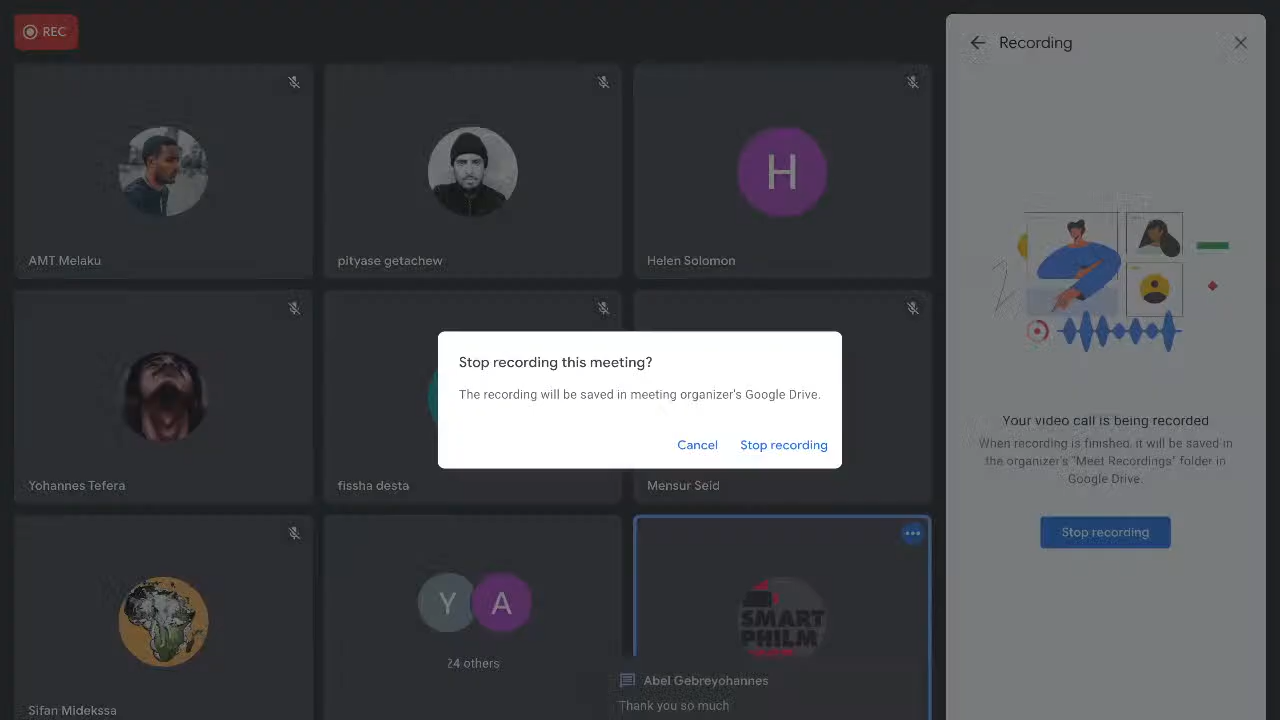 REC
Recording
AMT Melaku
pityase getachew
H
Helen Solomon
Stop recording this meeting?
The recording will be saved in meeting organizer's Google Drive.
Cancel
Stop recording
Yohannes Tefera
fissha desta
Mensur Seid
Your video call is being recorded
When recording is finished, it will be saved in
the organizer's "Meet Recordings" folder in
Google Drive.
Stop recording
Y
A
24 others
SMART
PHILM
Sifan Midekssa
Abel Gebreyohannes
Thank you so much